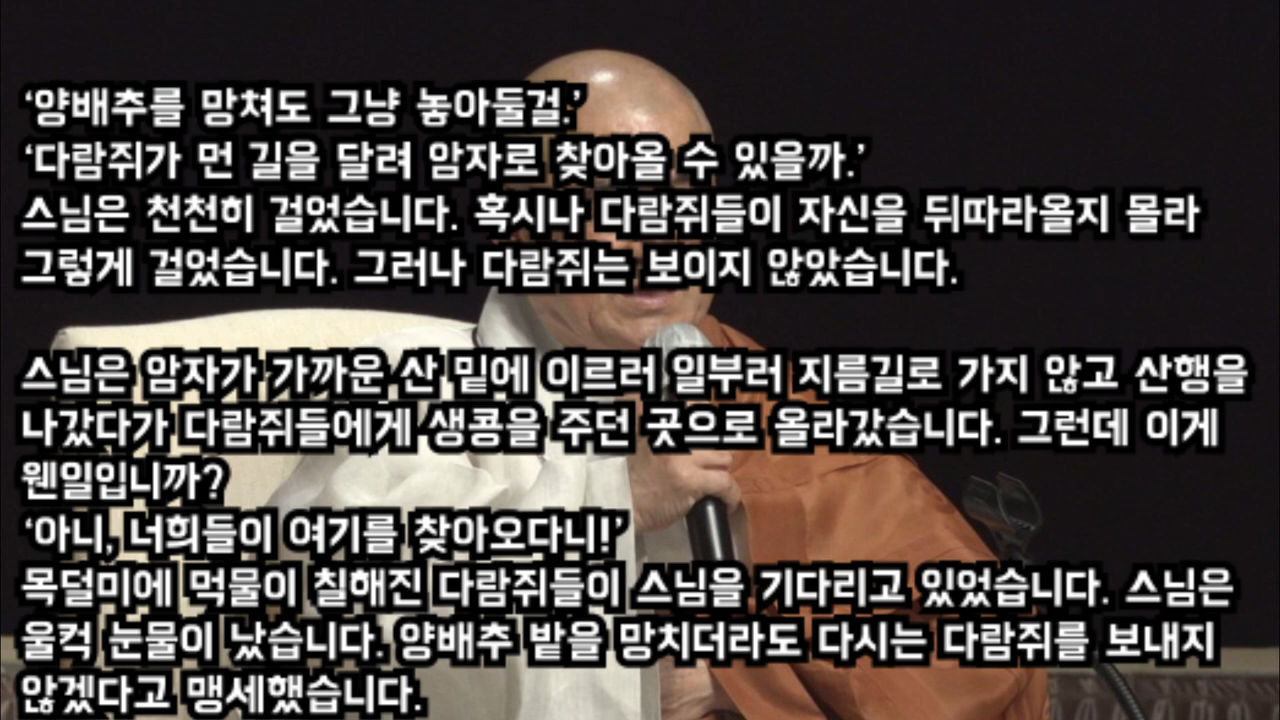 ‘양배추를 망쳐도 그냥 놓아둘걸.’
‘다람쥐가 먼 길을 달려 암자로 찾아올 수 있을까.’
스님은 천천히 걸었습니다. 혹시나 다람쥐들이 자신을 뒤따라올지 몰라
그렇게 걸었습니다. 그러나 다람쥐는 보이지 않았습니다.
스님은 암자가 가까운 산 밑에 이르러 일부러 지름길로 가지 않고 산행을
나갔다가 다람쥐들에게 생콩을 주던 곳으로 올라갔습니다. 그런데 이게
웬일입니까?
‘아니, 너희들이 여기를 찾아오다니!’
목덜미에 먹물이 칠해진 다람쥐들이 스님을 기다리고 있었습니다. 스님은
울컥 눈물이 났습니다. 양배추 밭을 망치더라도 다시는 다람쥐를 보내지
않겠다고 맹세했습니다.